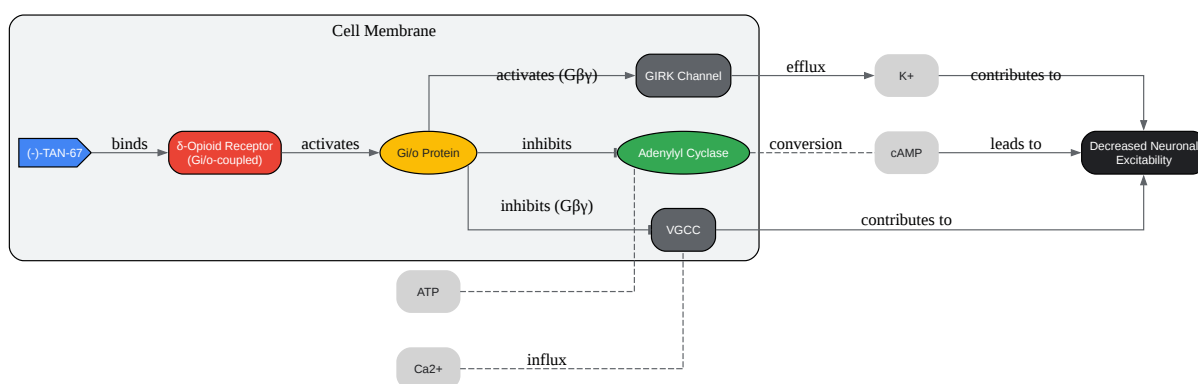 Cell Membrane
activates (Gβγ)
GIRK Channel
efflux
K+
contributes to
(-)-TAN-67
binds
δ-Opioid Receptor
(Gi/o-coupled)
activates
Gi/o Protein
inhibits
Adenylyl Cyclase
conversion
cAMP
leads to
Decreased Neuronal
Excitability
inhibits (Gβγ)
VGCC
contributes to
ATP
Ca2+
influx